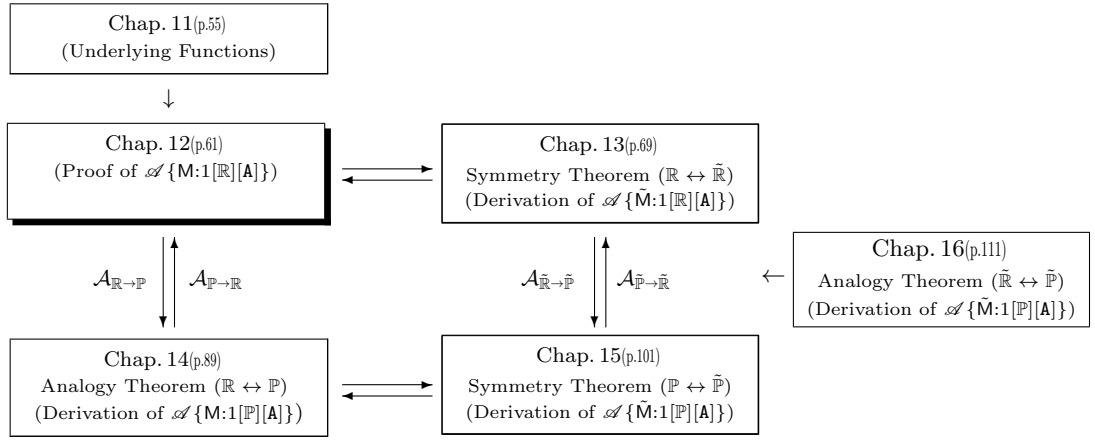 Chap. 11(p.55)
(Underlying Functions)
↓
Chap. 12(p.61)
(Proof of 𝒜{M:1[ℝ][A]})
Chap. 13(p.69)
Symmetry Theorem (ℝ ↔ ℝ̃)
(Derivation of 𝒜{M̃:1[ℝ][A]})
𝒜ℝ→ℙ
𝒜ℙ→ℝ
𝒜ℝ̃→ℙ̃
𝒜ℙ̃→ℝ̃
←
Chap. 16(p.111)
Analogy Theorem (ℝ̃ ↔ ℙ̃)
(Derivation of 𝒜{M̃:1[ℙ][A]})
Chap. 14(p.89)
Analogy Theorem (ℝ ↔ ℙ)
(Derivation of 𝒜{M:1[ℙ][A]})
Chap. 15(p.101)
Symmetry Theorem (ℙ ↔ ℙ̃)
(Derivation of 𝒜{M̃:1[ℙ][A]})